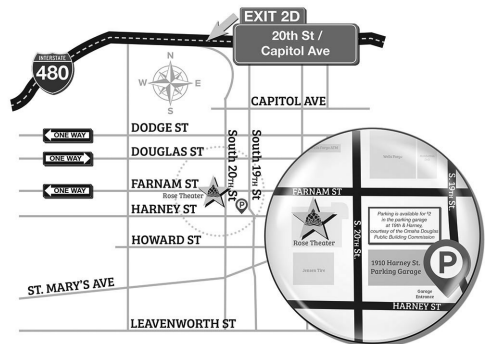 EXIT 2D
20th St /
Capitol Ave
INTERSTATE
480
N
W
E
S
CAPITOL AVE
DODGE ST
ONE WAY
DOUGLAS ST
ONE WAY
South 20TH St.
South 19TH St.
FARNAM ST
ONE WAY
Rose Theater
P
HARNEY ST
HOWARD ST
ST. MARY'S AVE
LEAVENWORTH ST
FARNAM ST
S. 19TH St.
S. 20TH St.
Rose Theater
Parking is available for $2
in the parking garage
at 19th & Harney,
courtesy of the Omaha Douglas
Public Building Commission
1910 Harney St.
Parking Garage
P
Garage
Entrance
HARNEY ST